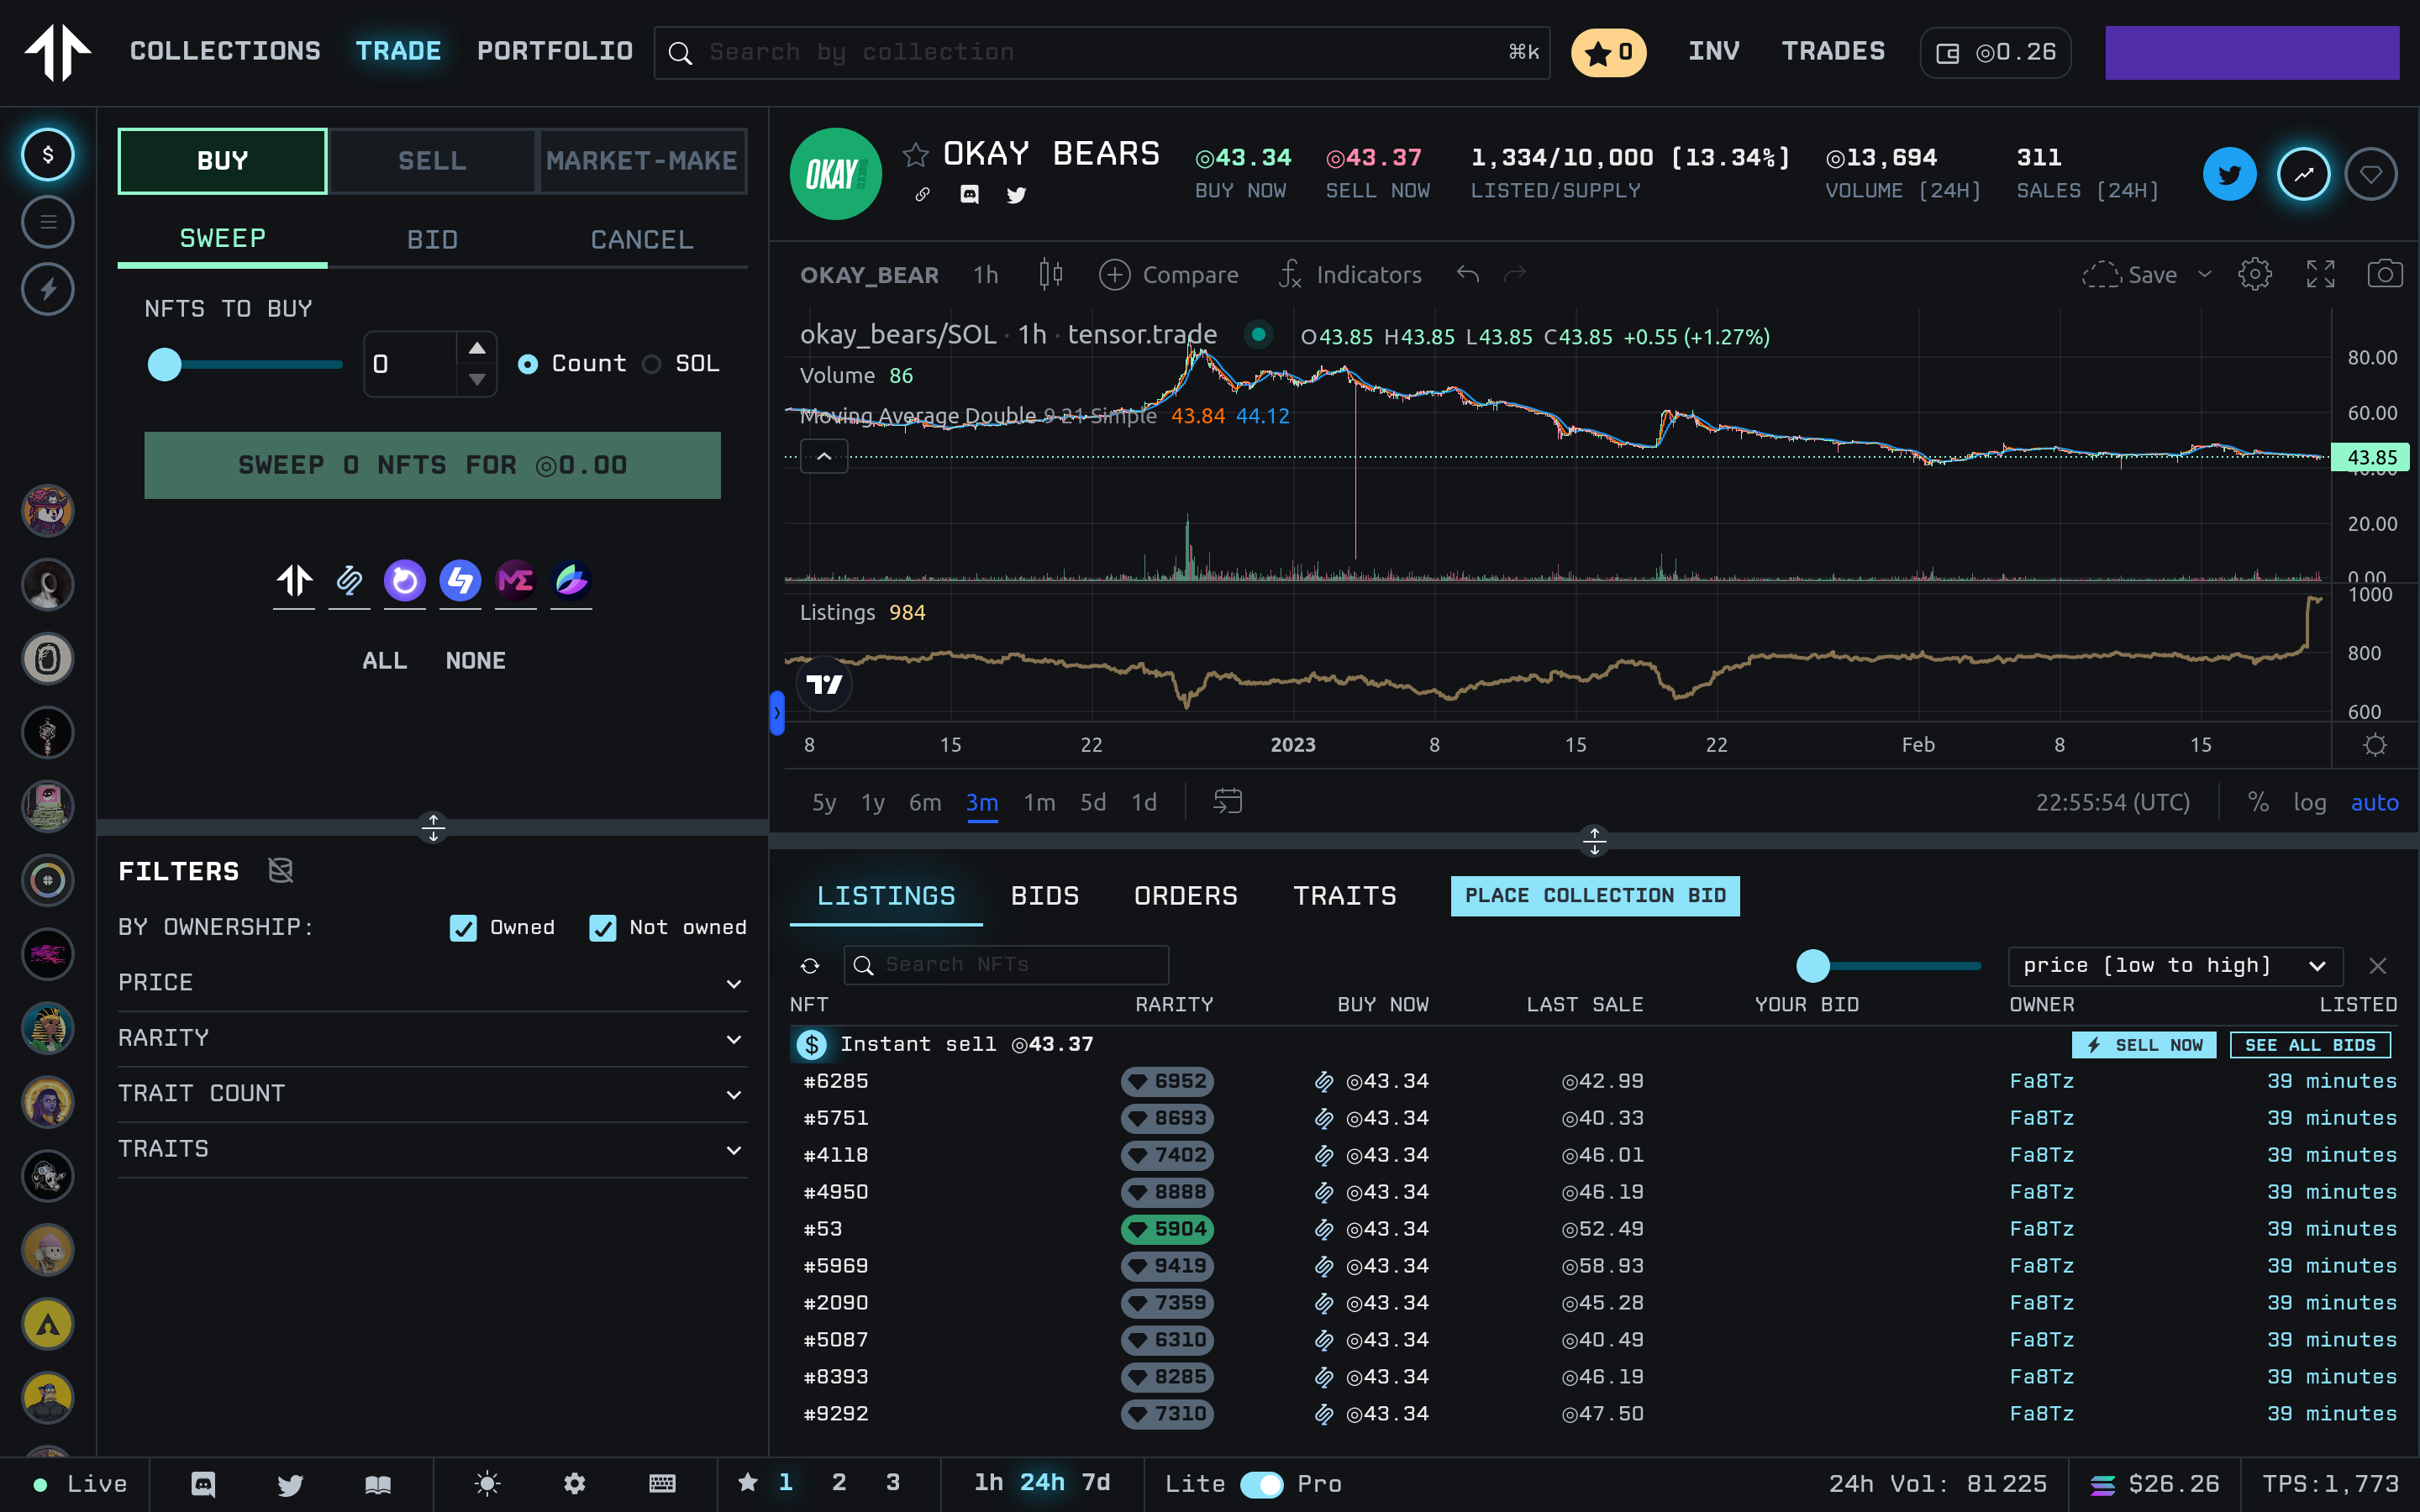 COLLECTIONS TRADE PORTFOLIO Search by collection ⌘k 0 INV TRADES ◎0.26
$
BUY SELL MARKET-MAKE
SWEEP BID CANCEL
NFTS TO BUY
0 Count SOL
SWEEP 0 NFTS FOR ◎0.00
ME
ALL NONE
FILTERS
BY OWNERSHIP: Owned Not owned
PRICE
RARITY
TRAIT COUNT
TRAITS
OKAY
OKAY BEARS
◎43.34 ◎43.37 1,334/10,000 [13.34%] ◎13,694 311
BUY NOW SELL NOW LISTED/SUPPLY VOLUME [24H] SALES [24H]
OKAY_BEAR 1h Compare Indicators Save
okay_bears/SOL · 1h · tensor.trade O43.85 H43.85 L43.85 C43.85 +0.55 (+1.27%)
Volume 86
Moving Average Double 9 21 Simple 43.84 44.12
80.00
60.00
43.85
40.00
20.00
0.00
Listings 984
1000
800
600
8 15 22 2023 8 15 22 Feb 8 15
5y 1y 6m 3m 1m 5d 1d 22:55:54 (UTC) % log auto
LISTINGS BIDS ORDERS TRAITS PLACE COLLECTION BID
Search NFTs price [low to high]
NFT RARITY BUY NOW LAST SALE YOUR BID OWNER LISTED
$ Instant sell ◎43.37 SELL NOW SEE ALL BIDS
#6285 6952 ◎43.34 ◎42.99 Fa8Tz 39 minutes
#5751 8693 ◎43.34 ◎40.33 Fa8Tz 39 minutes
#4118 7402 ◎43.34 ◎46.01 Fa8Tz 39 minutes
#4950 8888 ◎43.34 ◎46.19 Fa8Tz 39 minutes
#53 5904 ◎43.34 ◎52.49 Fa8Tz 39 minutes
#5969 9419 ◎43.34 ◎58.93 Fa8Tz 39 minutes
#2090 7359 ◎43.34 ◎45.28 Fa8Tz 39 minutes
#5087 6310 ◎43.34 ◎40.49 Fa8Tz 39 minutes
#8393 8285 ◎43.34 ◎46.19 Fa8Tz 39 minutes
#9292 7310 ◎43.34 ◎47.50 Fa8Tz 39 minutes
Live 1 2 3 1h 24h 7d Lite Pro 24h Vol: 81 225 $26.26 TPS:1,773